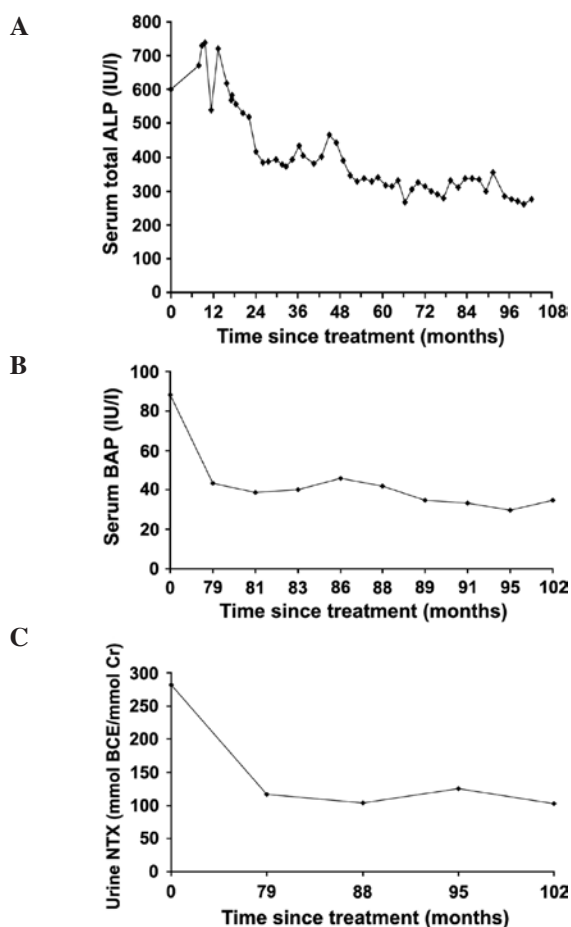 A
Serum total ALP (IU/l)
800
700
600
500
400
300
200
100
0
0 12 24 36 48 60 72 84 96 108
Time since treatment (months)
B
Serum BAP (IU/l)
100
80
60
40
20
0
0 79 81 83 86 88 89 91 95 102
Time since treatment (months)
C
Urine NTX (mmol BCE/mmol Cr)
300
250
200
150
100
50
0
0 79 88 95 102
Time since treatment (months)